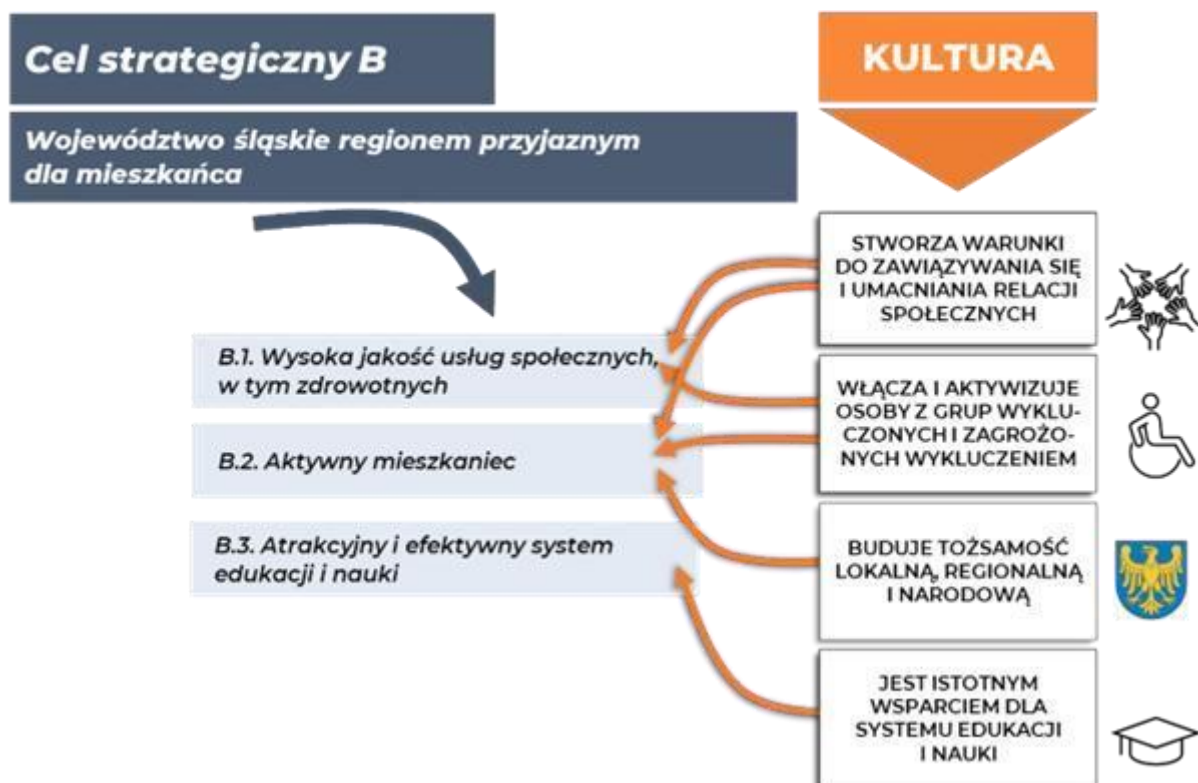 Cel strategiczny B
Województwo śląskie regionem przyjaznym
dla mieszkańca
B.1. Wysoka jakość usług społecznych,
w tym zdrowotnych
B.2. Aktywny mieszkaniec
B.3. Atrakcyjny i efektywny system
edukacji i nauki
KULTURA
STWORZA WARUNKI
DO ZAWIĄZYWANIA SIĘ
I UMACNIANIA RELACJI
SPOŁECZNYCH
WŁĄCZA I AKTYWIZUJE
OSOBY Z GRUP WYKLU-
CZONYCH I ZAGROŻO-
NYCH WYKLUCZENIEM
BUDUJE TOŻSAMOŚĆ
LOKALNĄ, REGIONALNĄ
I NARODOWĄ
JEST ISTOTNYM
WSPARCIEM DLA
SYSTEMU EDUKACJI
I NAUKI